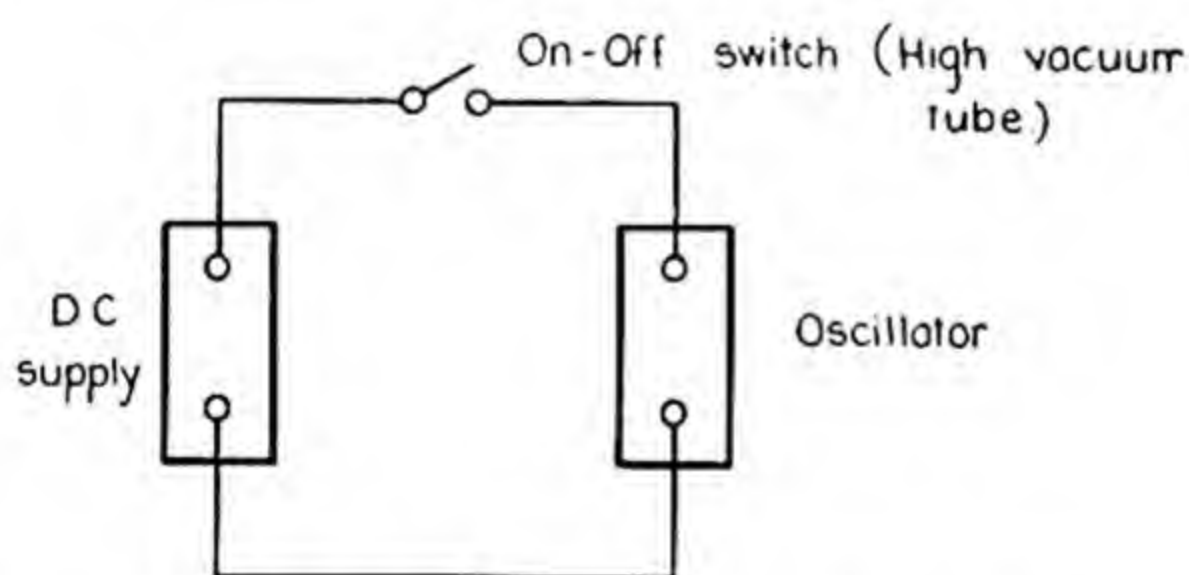 On-Off switch (High vacuum
tube.)
DC
supply
Oscillator